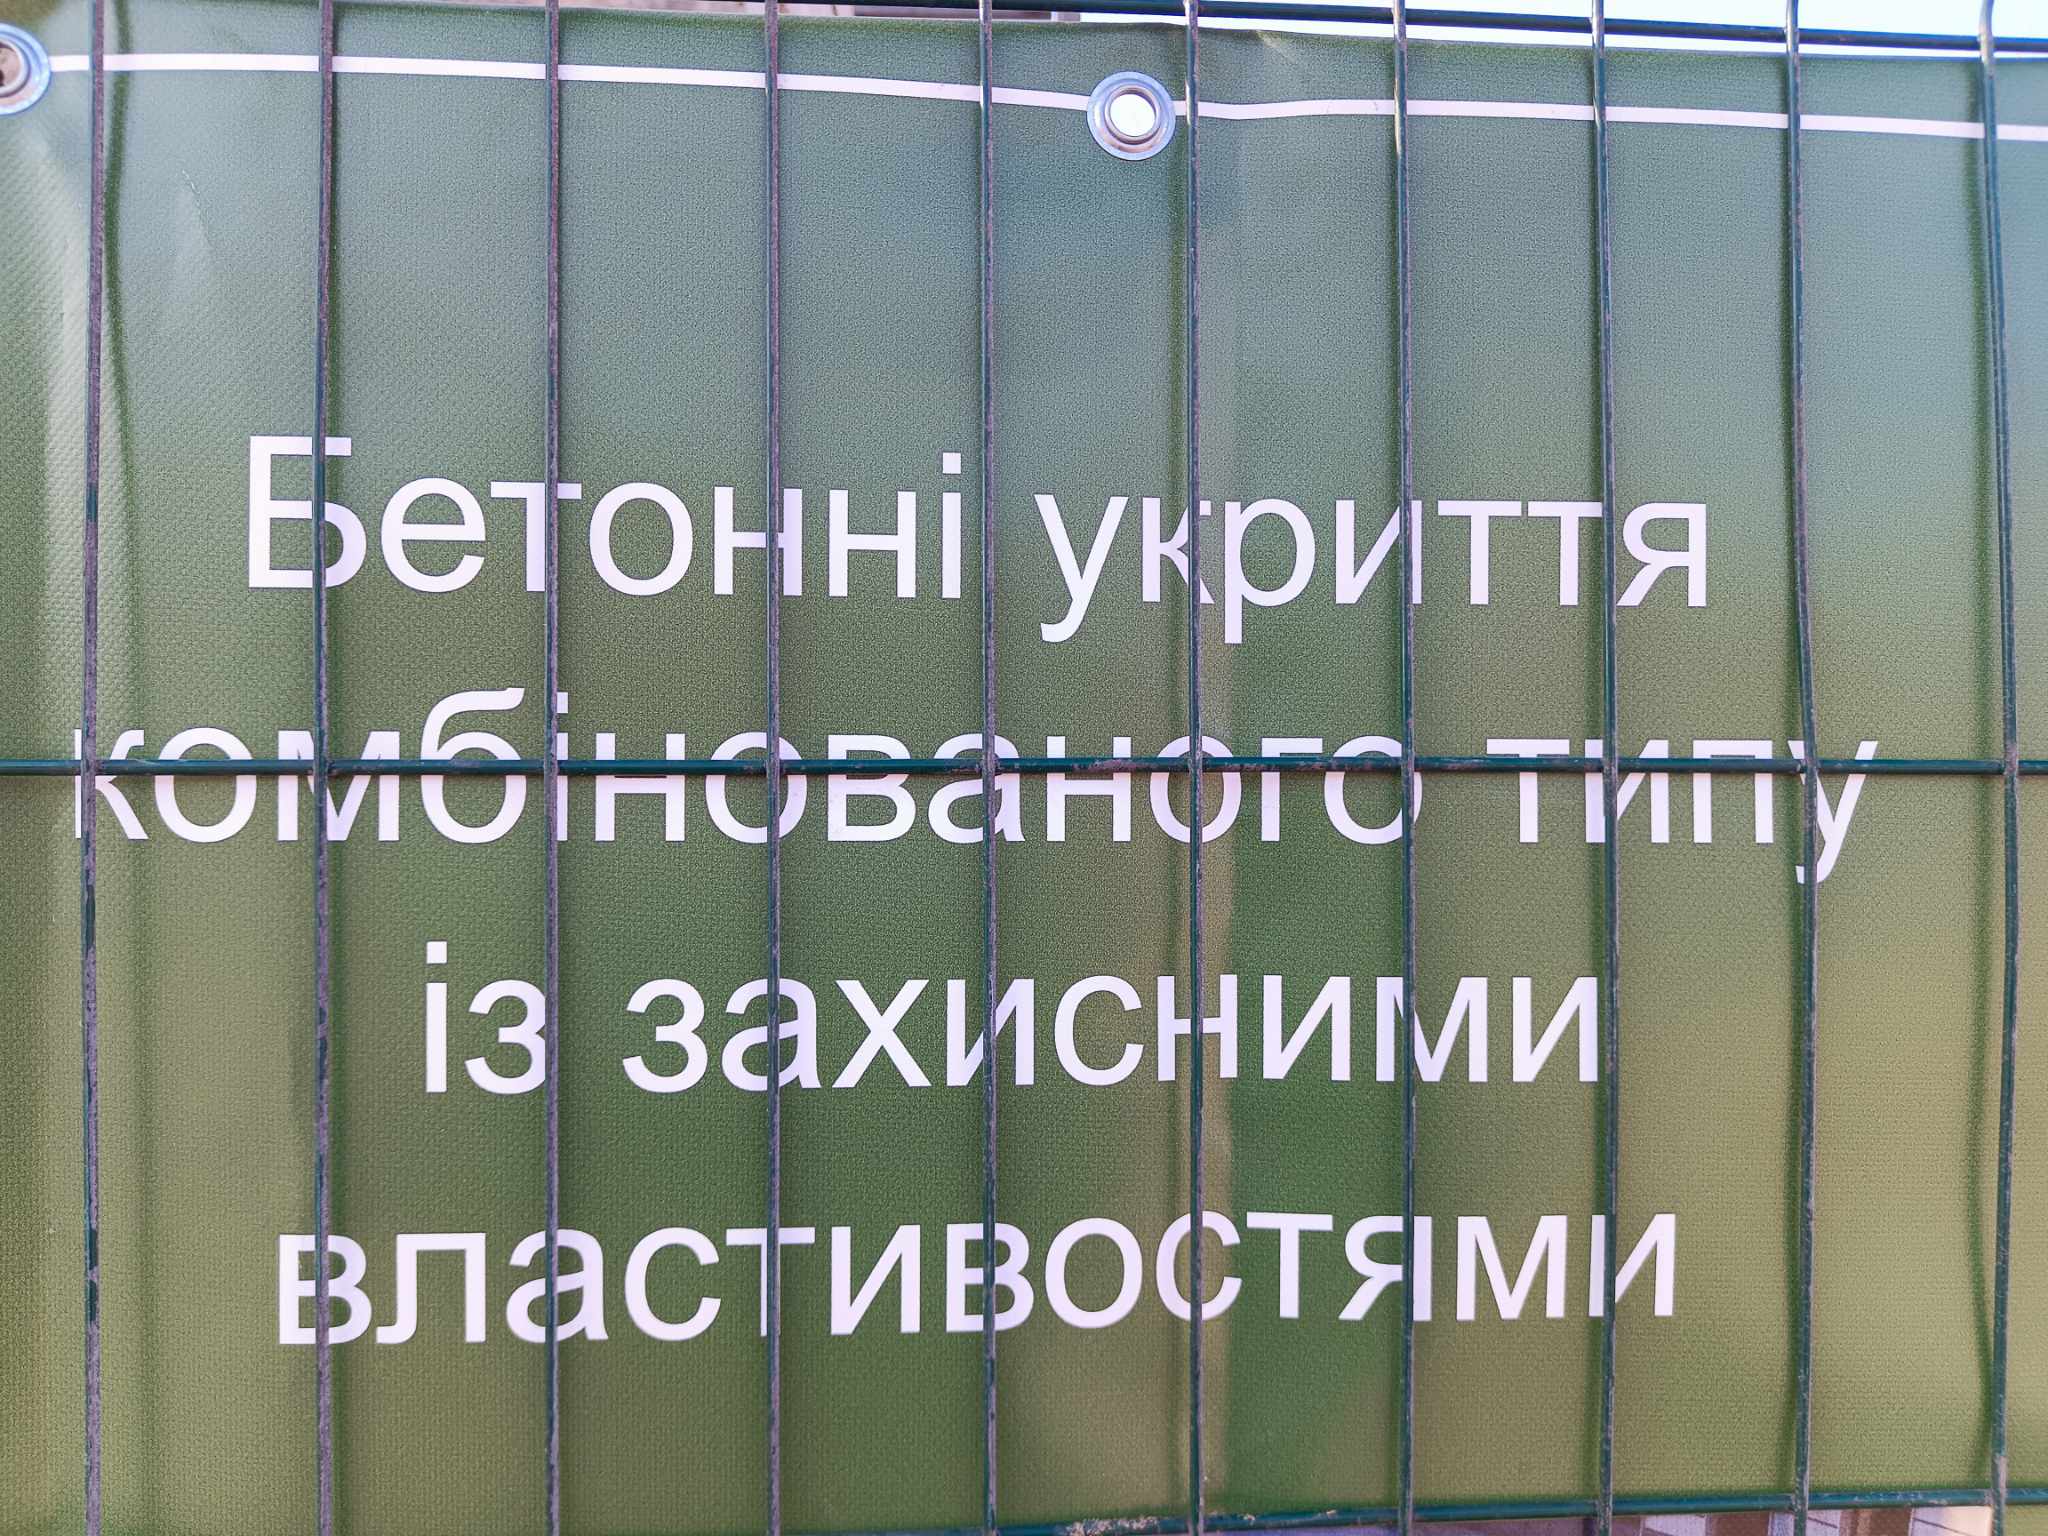 Бетонні укриття
комбінованого типу
із захисними
властивостями